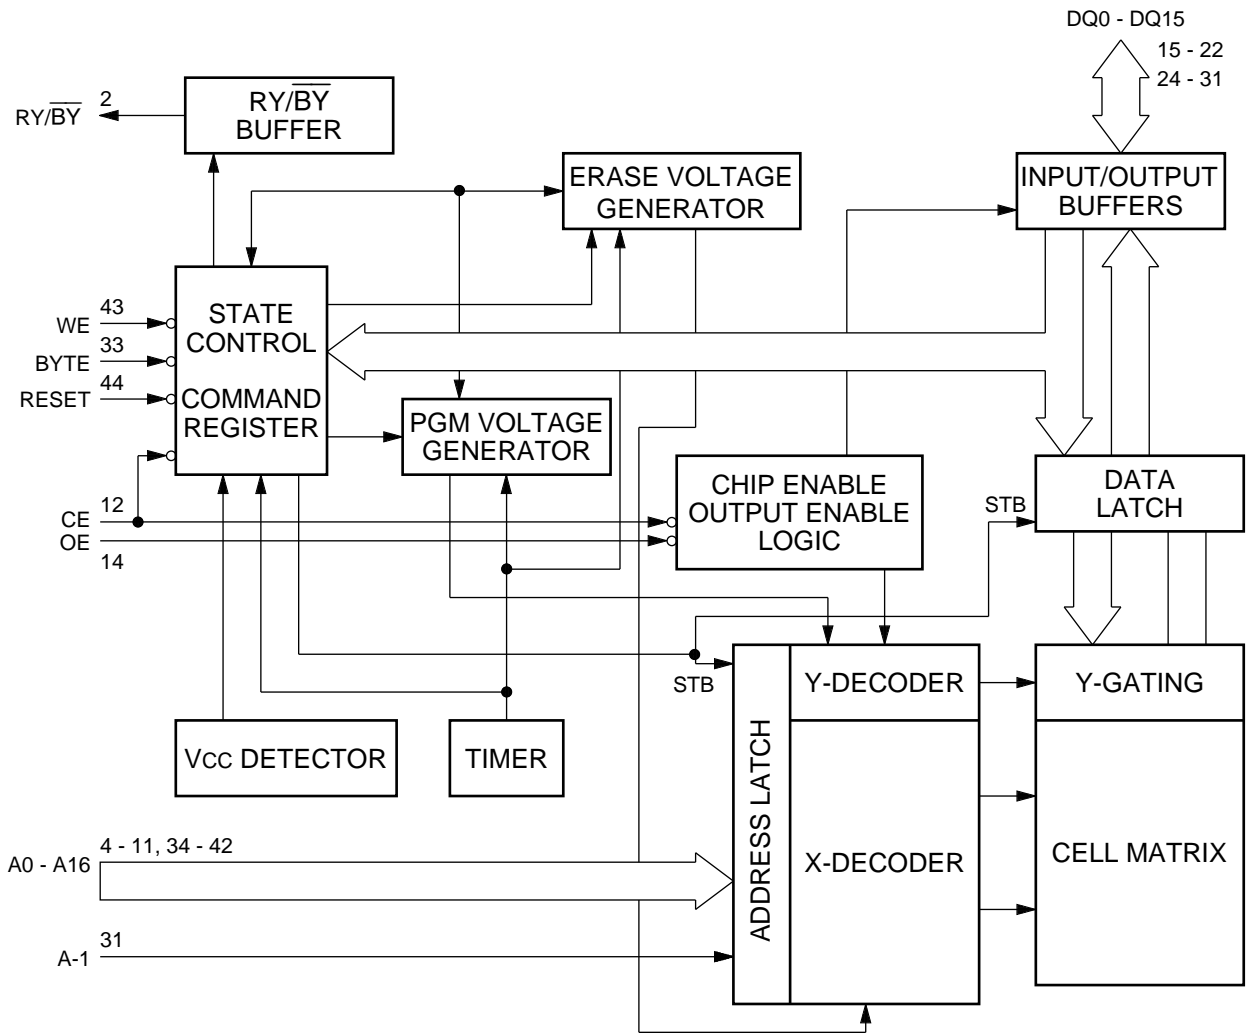 DQ0 - DQ15
15 - 22
24 - 31
RY/BY
2
RY/BY
BUFFER
ERASE VOLTAGE
GENERATOR
INPUT/OUTPUT
BUFFERS
STATE
CONTROL
COMMAND
REGISTER
WE
43
BYTE
33
RESET
44
PGM VOLTAGE
GENERATOR
CHIP ENABLE
OUTPUT ENABLE
LOGIC
DATA
LATCH
STB
CE
12
OE
14
STB
Y-DECODER
Y-GATING
VCC DETECTOR
TIMER
ADDRESS LATCH
X-DECODER
CELL MATRIX
A0 - A16
4 - 11, 34 - 42
A-1
31